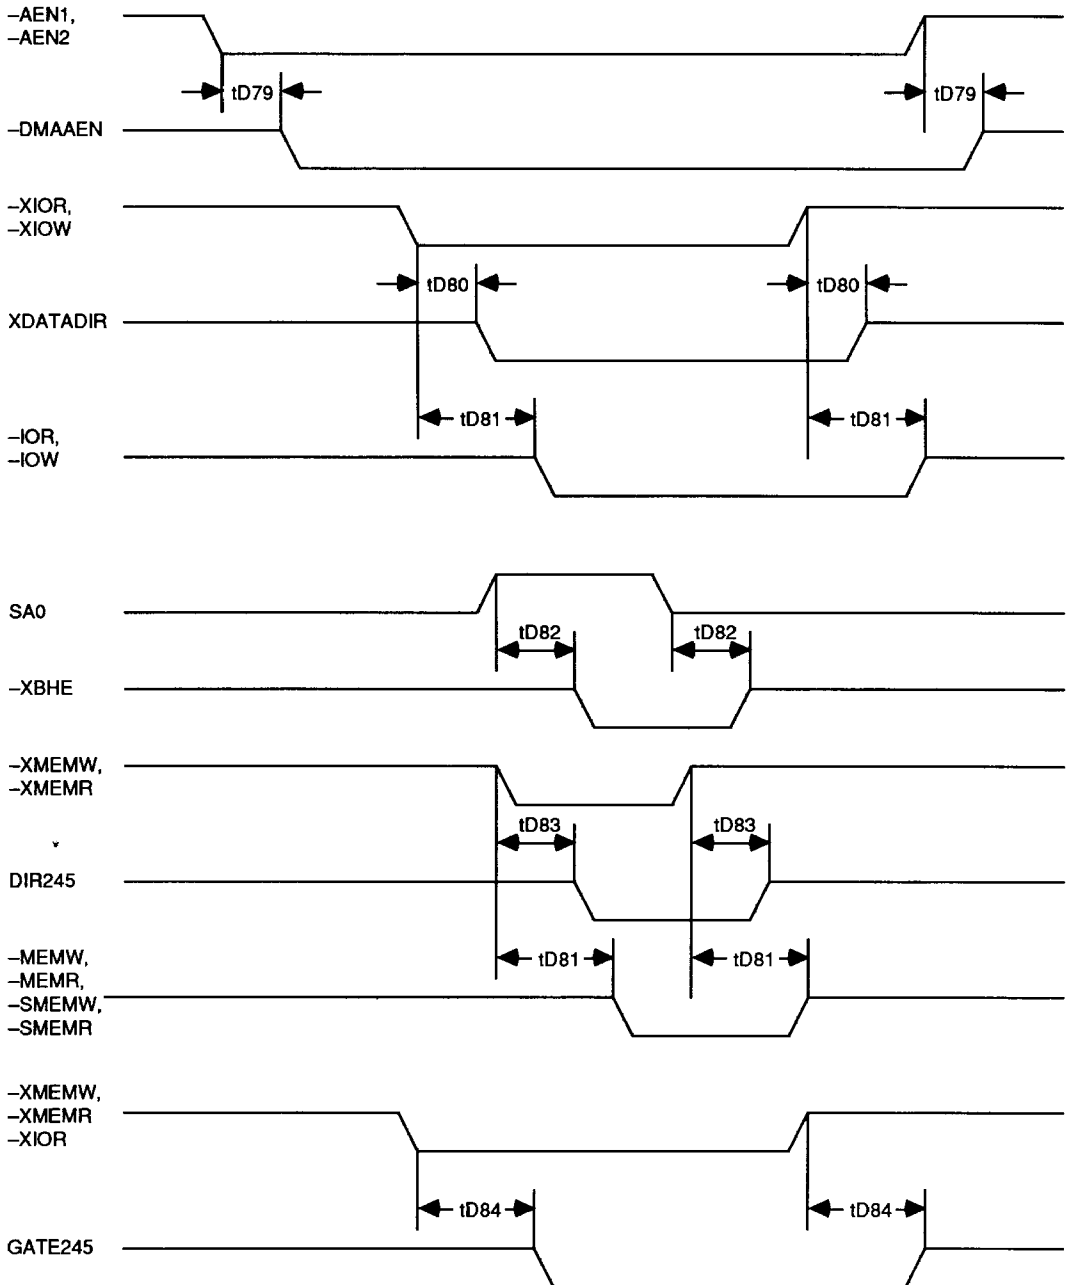 –AEN1,
–AEN2
tD79
tD79
–DMAAEN
–XIOR,
–XIOW
tD80
tD80
XDATADIR
tD81
tD81
–IOR,
–IOW
SA0
tD82
tD82
–XBHE
–XMEMW,
–XMEMR
tD83
tD83
DIR245
–MEMW,
–MEMR,
–SMEMW,
–SMEMR
tD81
tD81
–XMEMW,
–XMEMR
–XIOR
tD84
tD84
GATE245